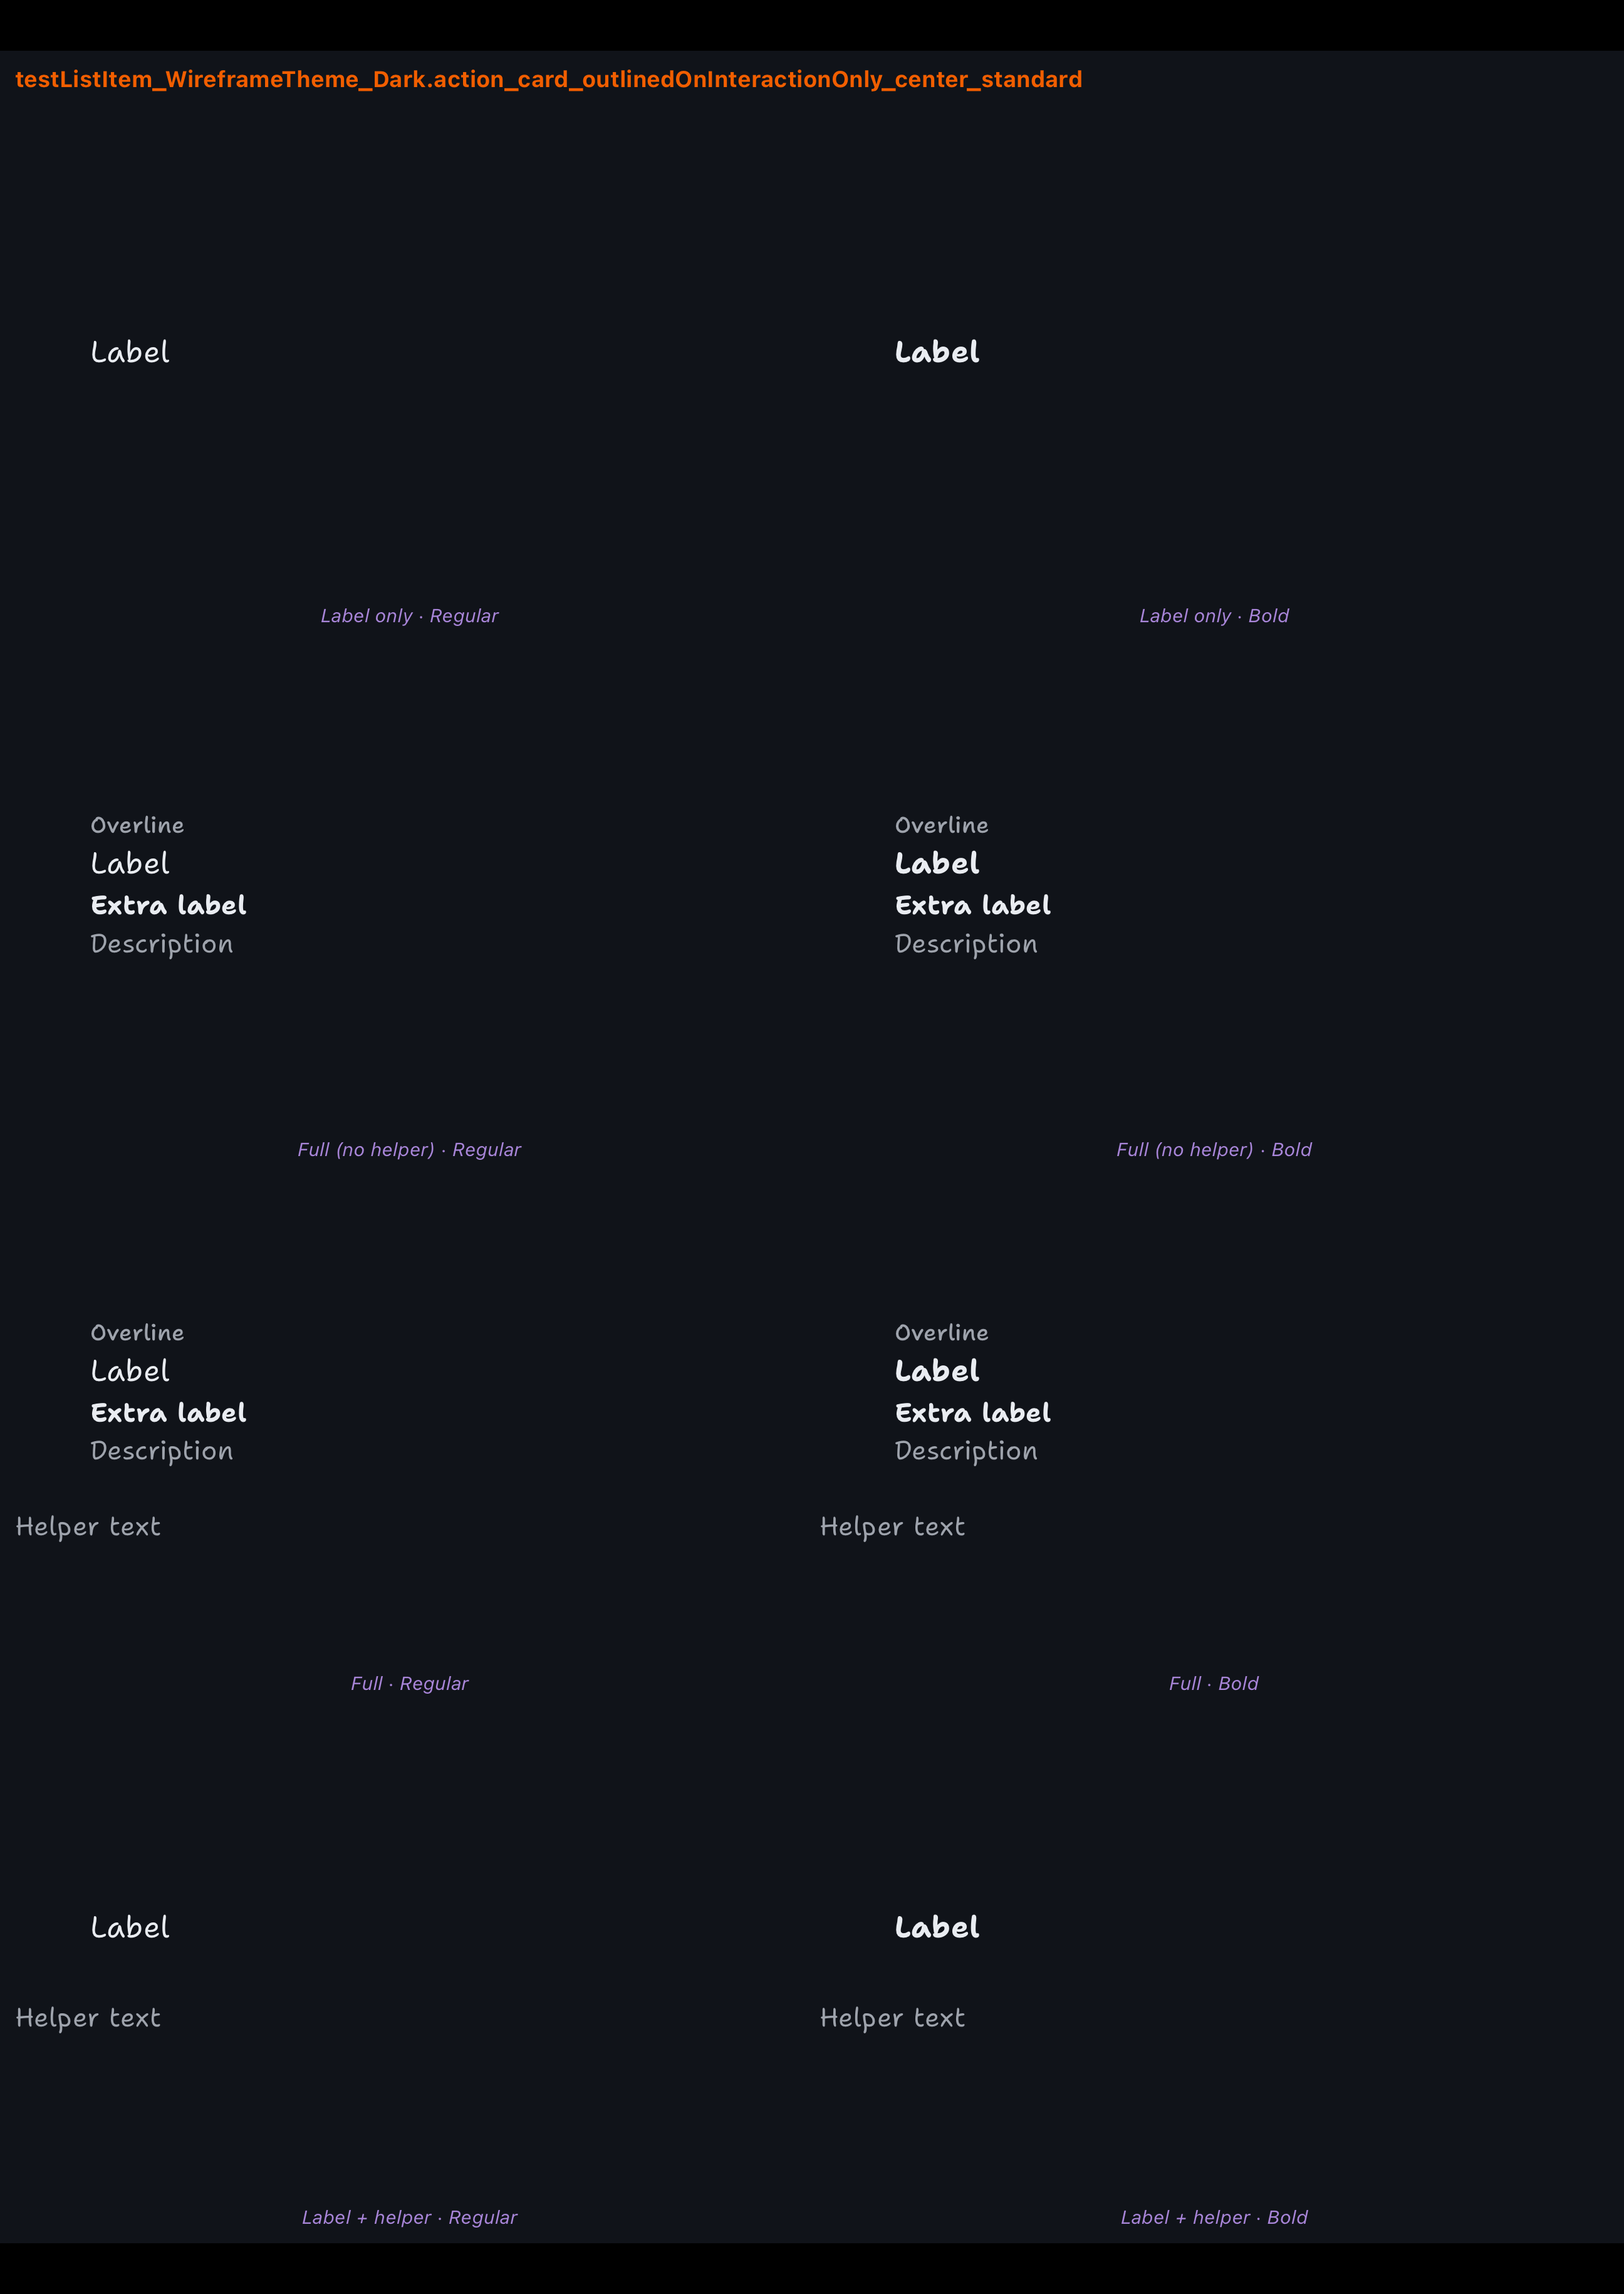 testListItem_WireframeTheme_Dark.action_card_outlinedOnInteractionOnly_center_standard
Label
Label
Label only · Regular
Label only · Bold
Overline
Label
Extra label
Description
Overline
Label
Extra label
Description
Full (no helper) · Regular
Full (no helper) · Bold
Overline
Label
Extra label
Description
Helper text
Overline
Label
Extra label
Description
Helper text
Full · Regular
Full · Bold
Label
Helper text
Label
Helper text
Label + helper · Regular
Label + helper · Bold